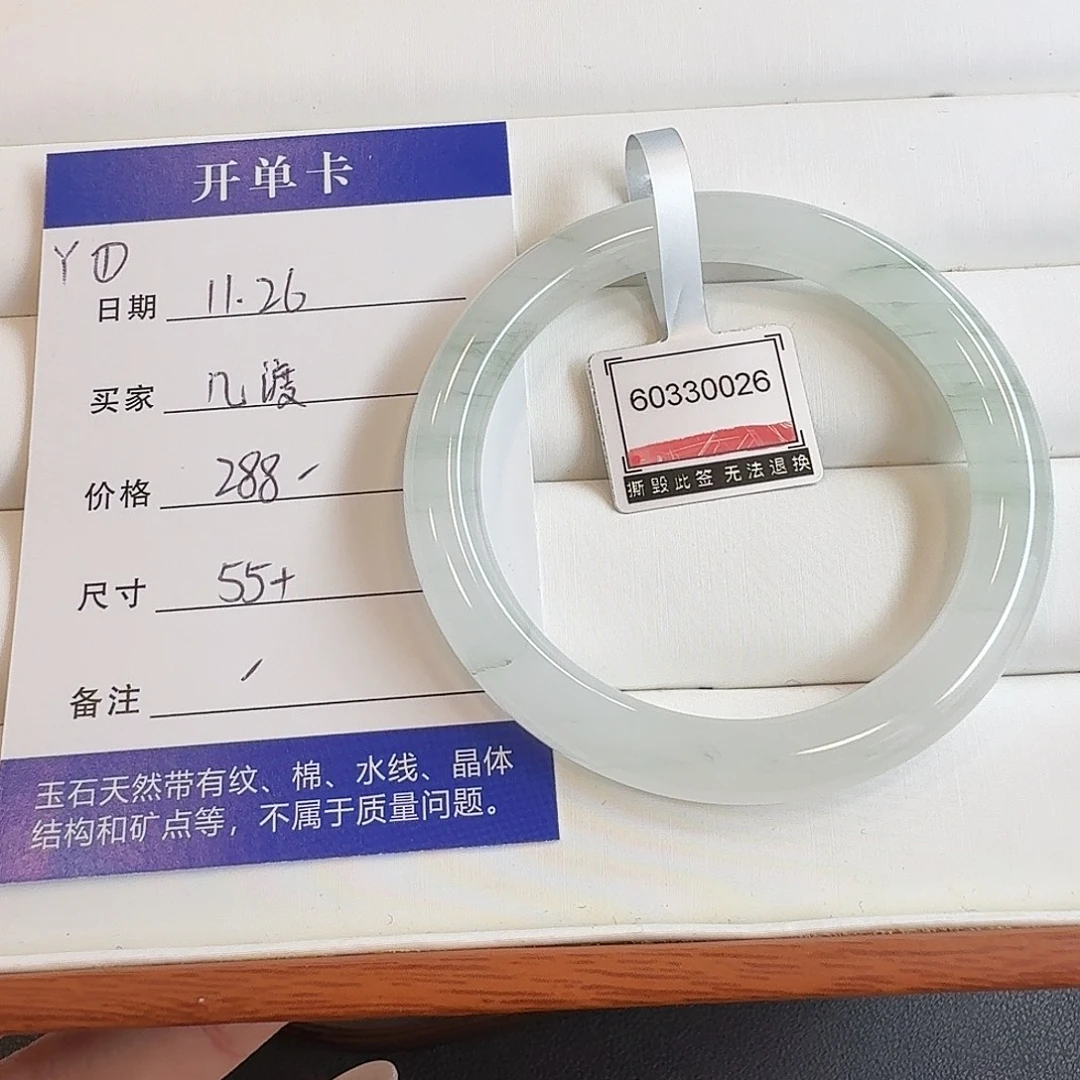 开单卡
Y①
日期 11.26
买家 几渡
价格 288-
尺寸 55+
备注
玉石天然带有纹、棉、水线、晶体
结构和矿点等，不属于质量问题。
60330026
撕毁此签 无法退换